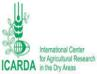 ICARDA
International Center
for Agricultural Research
in the Dry Areas